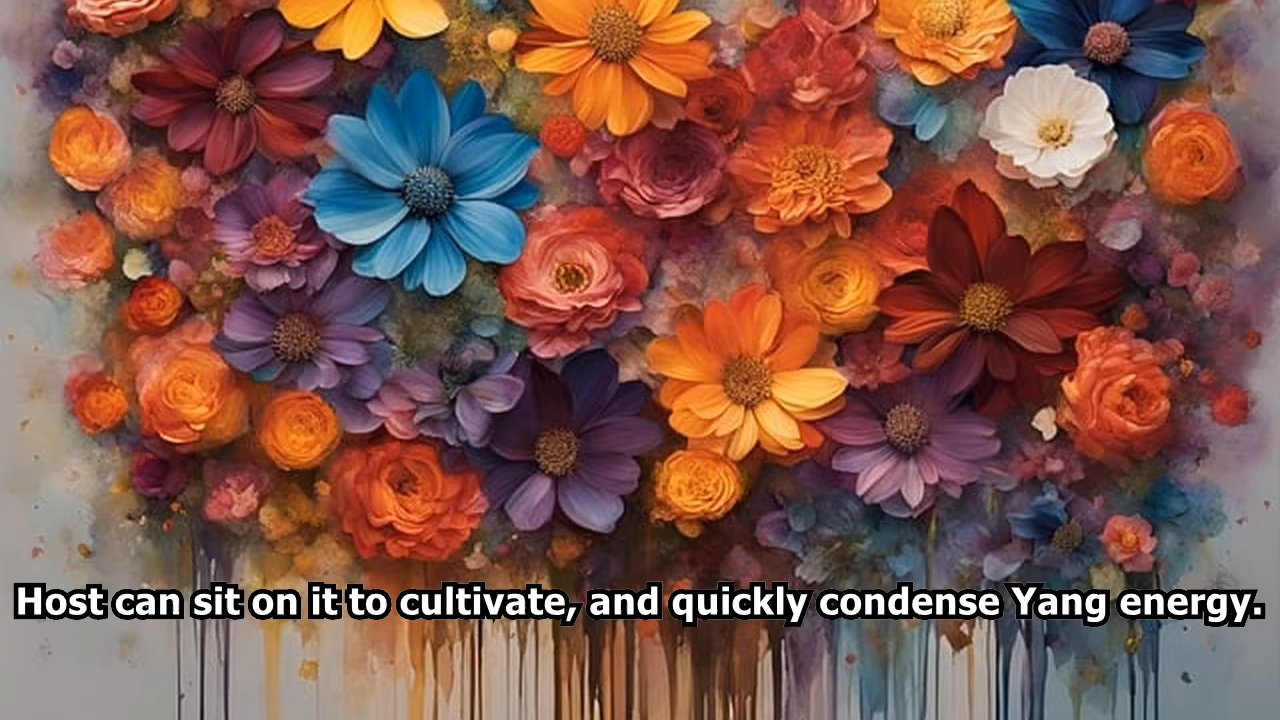 Host can sit on it to cultivate, and quickly condense Yang energy.